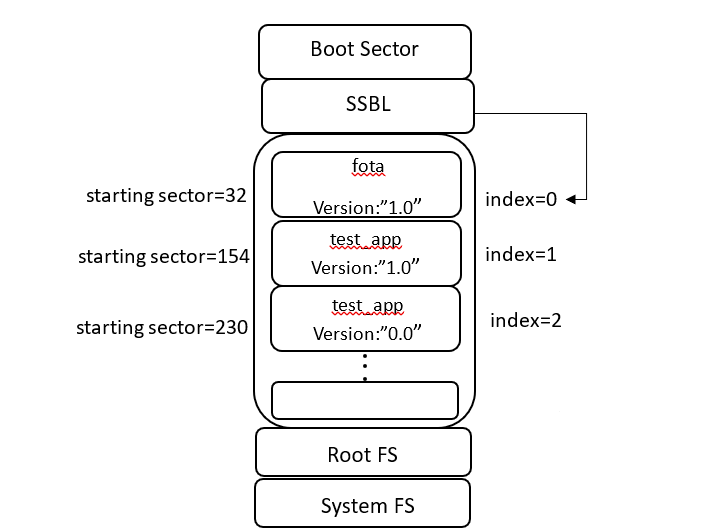 Boot Sector
SSBL
fota
starting sector=32
Version:”1.0”
index=0
test_app
starting sector=154
Version:”1.0”
index=1
test_app
starting sector=230
Version:”0.0”
index=2
Root FS
System FS